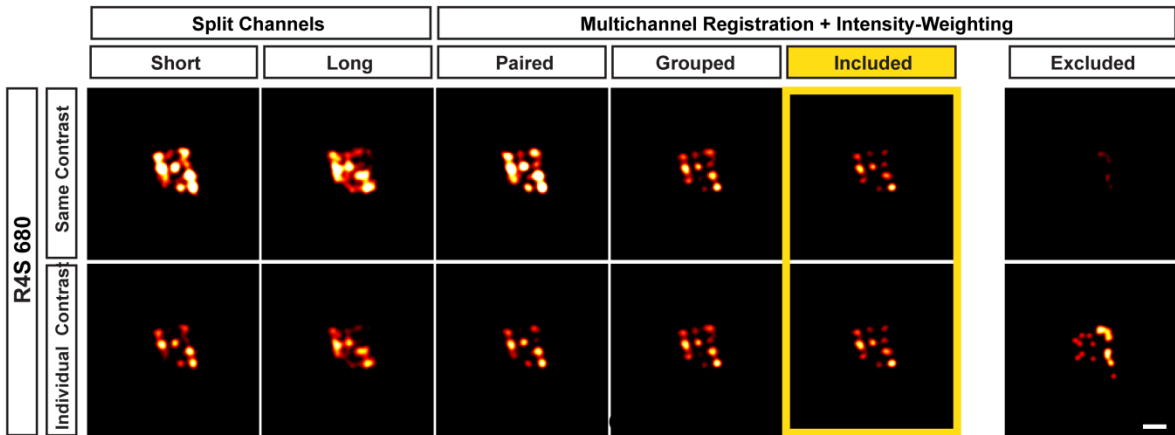 Split Channels
Multichannel Registration + Intensity-Weighting
Short
Long
Paired
Grouped
Included
Excluded
R4S 680
Same Contrast
Individual Contrast